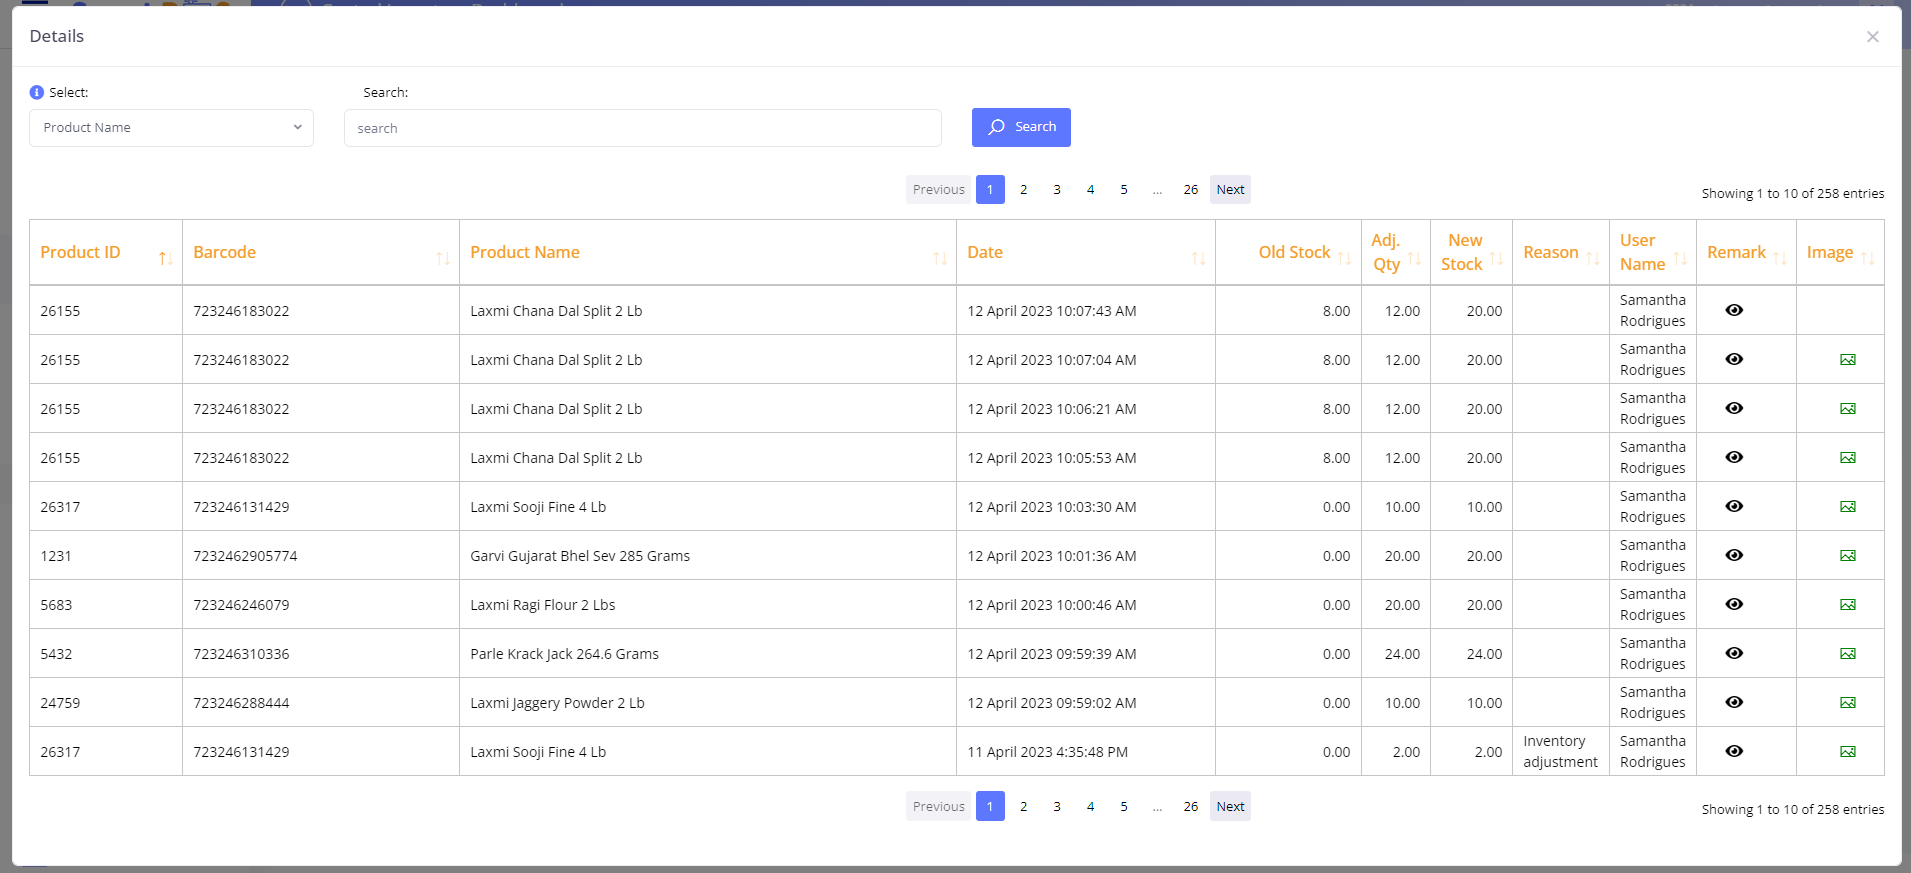 Details
Select:
Search:
Product Name
search
Search
Previous 1 2 3 4 5 ... 26 Next
Showing 1 to 10 of 258 entries
Product ID Barcode Product Name Date Old Stock Adj. Qty New Stock Reason User Name Remark Image
26155 723246183022 Laxmi Chana Dal Split 2 Lb 12 April 2023 10:07:43 AM 8.00 12.00 20.00 Samantha Rodrigues
26155 723246183022 Laxmi Chana Dal Split 2 Lb 12 April 2023 10:07:04 AM 8.00 12.00 20.00 Samantha Rodrigues
26155 723246183022 Laxmi Chana Dal Split 2 Lb 12 April 2023 10:06:21 AM 8.00 12.00 20.00 Samantha Rodrigues
26155 723246183022 Laxmi Chana Dal Split 2 Lb 12 April 2023 10:05:53 AM 8.00 12.00 20.00 Samantha Rodrigues
26317 723246131429 Laxmi Sooji Fine 4 Lb 12 April 2023 10:03:30 AM 0.00 10.00 10.00 Samantha Rodrigues
1231 7232462905774 Garvi Gujarat Bhel Sev 285 Grams 12 April 2023 10:01:36 AM 0.00 20.00 20.00 Samantha Rodrigues
5683 723246246079 Laxmi Ragi Flour 2 Lbs 12 April 2023 10:00:46 AM 0.00 20.00 20.00 Samantha Rodrigues
5432 723246310336 Parle Krack Jack 264.6 Grams 12 April 2023 09:59:39 AM 0.00 24.00 24.00 Samantha Rodrigues
24759 723246288444 Laxmi Jaggery Powder 2 Lb 12 April 2023 09:59:02 AM 0.00 10.00 10.00 Samantha Rodrigues
26317 723246131429 Laxmi Sooji Fine 4 Lb 11 April 2023 4:35:48 PM 0.00 2.00 2.00 Inventory adjustment Samantha Rodrigues
Previous 1 2 3 4 5 ... 26 Next
Showing 1 to 10 of 258 entries